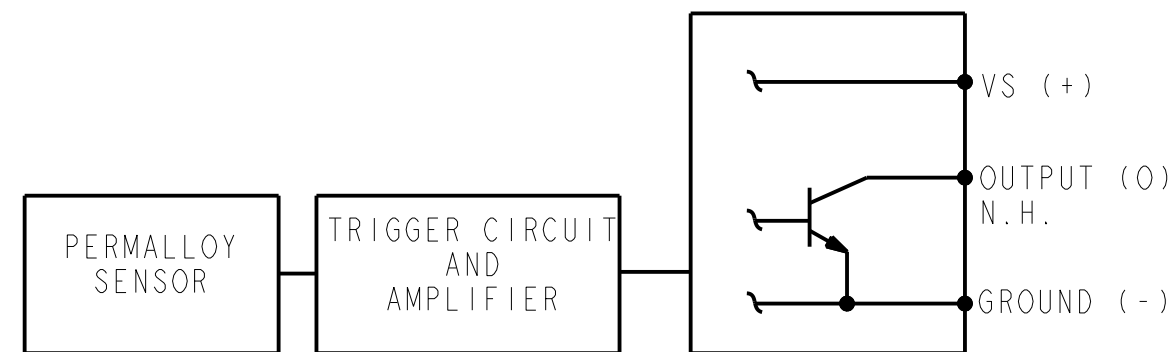 VS (+)
OUTPUT (O)
N.H.
PERMALLOY
SENSOR
TRIGGER CIRCUIT
AND
AMPLIFIER
GROUND (-)